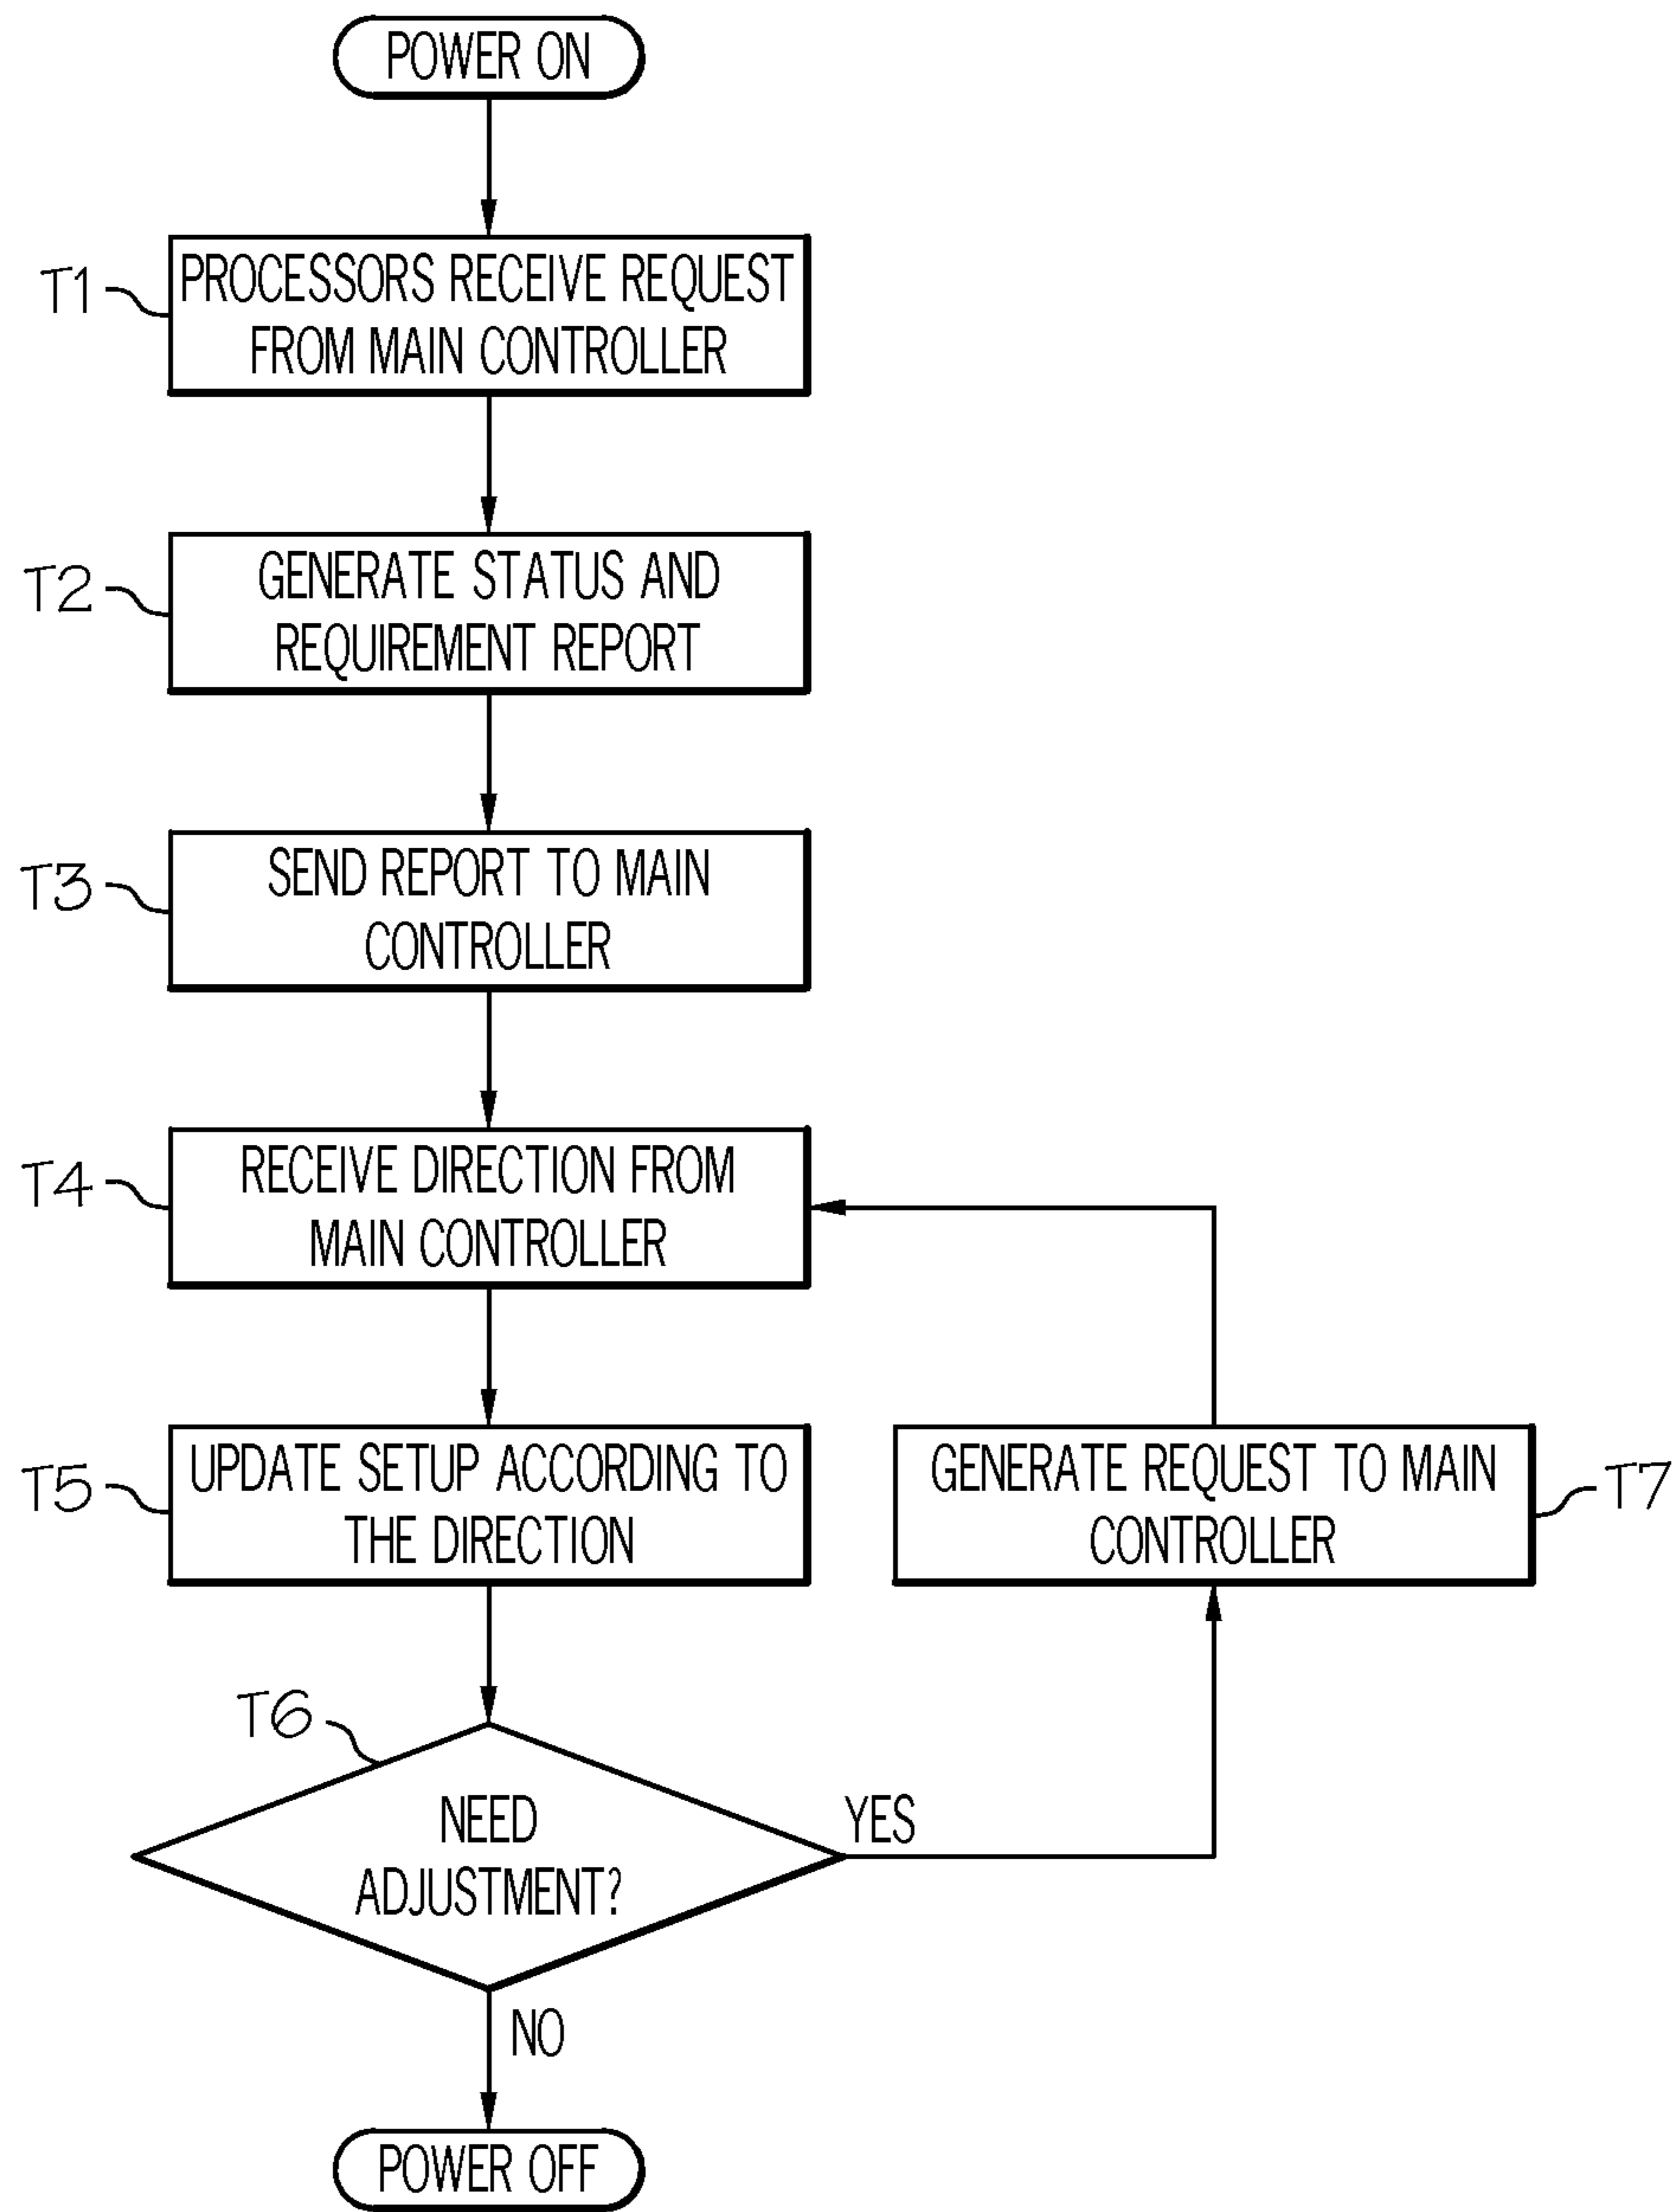 POWER ON
T1
PROCESSORS RECEIVE REQUEST
FROM MAIN CONTROLLER
T2
GENERATE STATUS AND
REQUIREMENT REPORT
T3
SEND REPORT TO MAIN
CONTROLLER
T4
RECEIVE DIRECTION FROM
MAIN CONTROLLER
T5
UPDATE SETUP ACCORDING TO
THE DIRECTION
GENERATE REQUEST TO MAIN
CONTROLLER
T7
T6
NEED
ADJUSTMENT?
YES
NO
POWER OFF